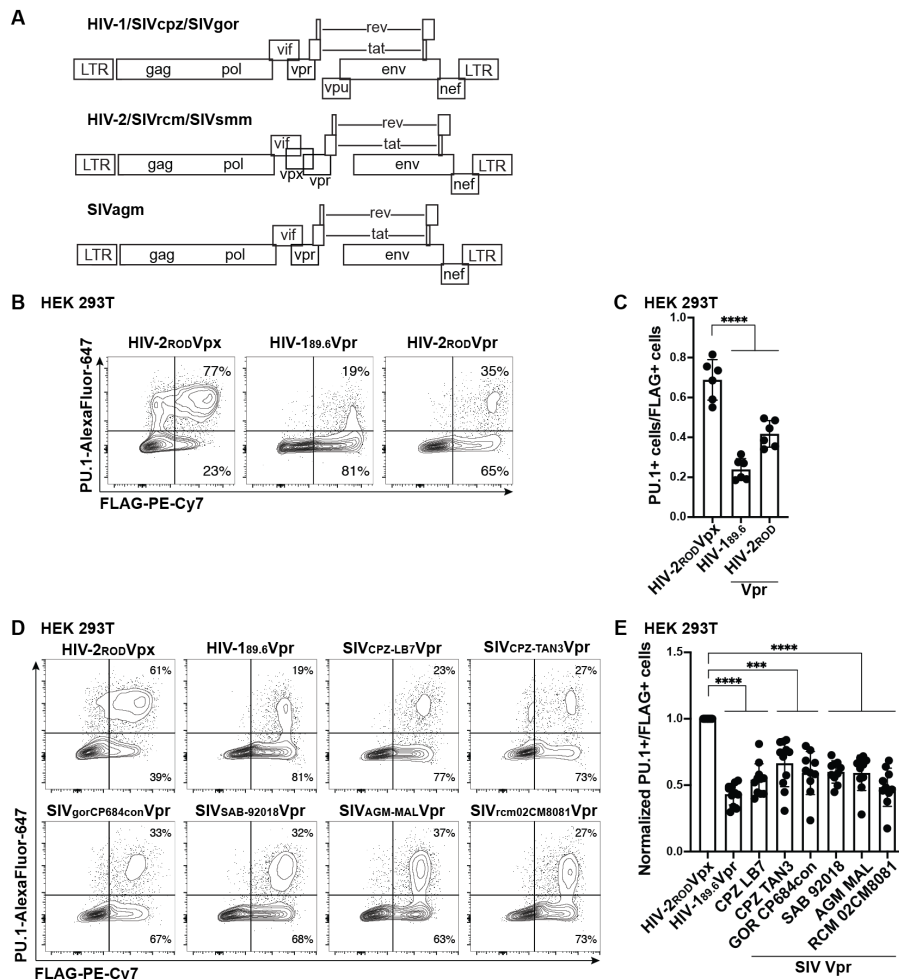 A
HIV-1/SIVcpz/SIVgor
rev
vif
tat
LTR
gag
pol
vpr
env
LTR
vpu
nef
HIV-2/SIVrcm/SIVsmm
rev
vif
tat
LTR
gag
pol
env
LTR
vpx
vpr
nef
SIVagm
rev
vif
tat
LTR
gag
pol
vpr
env
LTR
nef
B HEK 293T
HIV-2RODVpx
HIV-189.6Vpr
HIV-2RODVpr
PU.1-AlexaFluor-647
77%
19%
35%
23%
81%
65%
FLAG-PE-Cy7
C HEK 293T
PU.1+ cells/FLAG+ cells
1.0
0.8
0.6
0.4
0.2
0.0
****
HIV-2RODVpx
HIV-189.6
HIV-2ROD
Vpr
D HEK 293T
HIV-2RODVpx
HIV-189.6Vpr
SIVCPZ-LB7Vpr
SIVCPZ-TAN3Vpr
61%
19%
23%
27%
39%
81%
77%
73%
SIVgorCP684conVpr
SIVSAB-92018Vpr
SIVAGM-MALVpr
SIVrcm02CM8081Vpr
33%
32%
37%
27%
67%
68%
63%
73%
PU.1-AlexaFluor-647
FLAG-PE-Cy7
E HEK 293T
Normalized PU.1+/FLAG+ cells
1.5
1.0
0.5
0.0
****
***
****
HIV-2RODVpx
HIV-189.6Vpr
CPZ LB7
CPZ TAN3
GOR CP684con
SAB 92018
AGM MAL
RCM 02CM8081
SIV Vpr